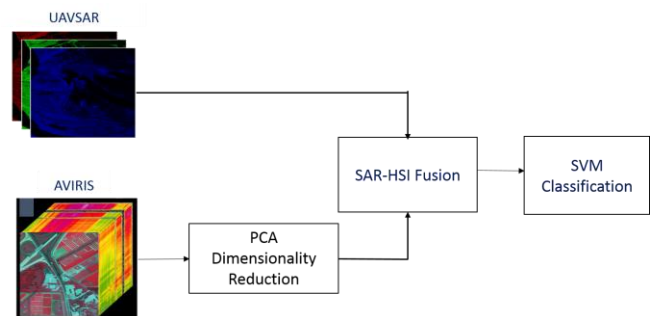 UAVSAR
AVIRIS
PCA
Dimensionality
Reduction
SAR-HSI Fusion
SVM
Classification